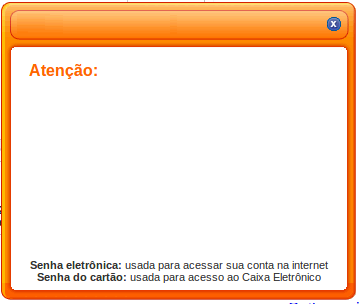 x
Atenção:
Senha eletrônica: usada para acessar sua conta na internet
Senha do cartão: usada para acesso ao Caixa Eletrônico